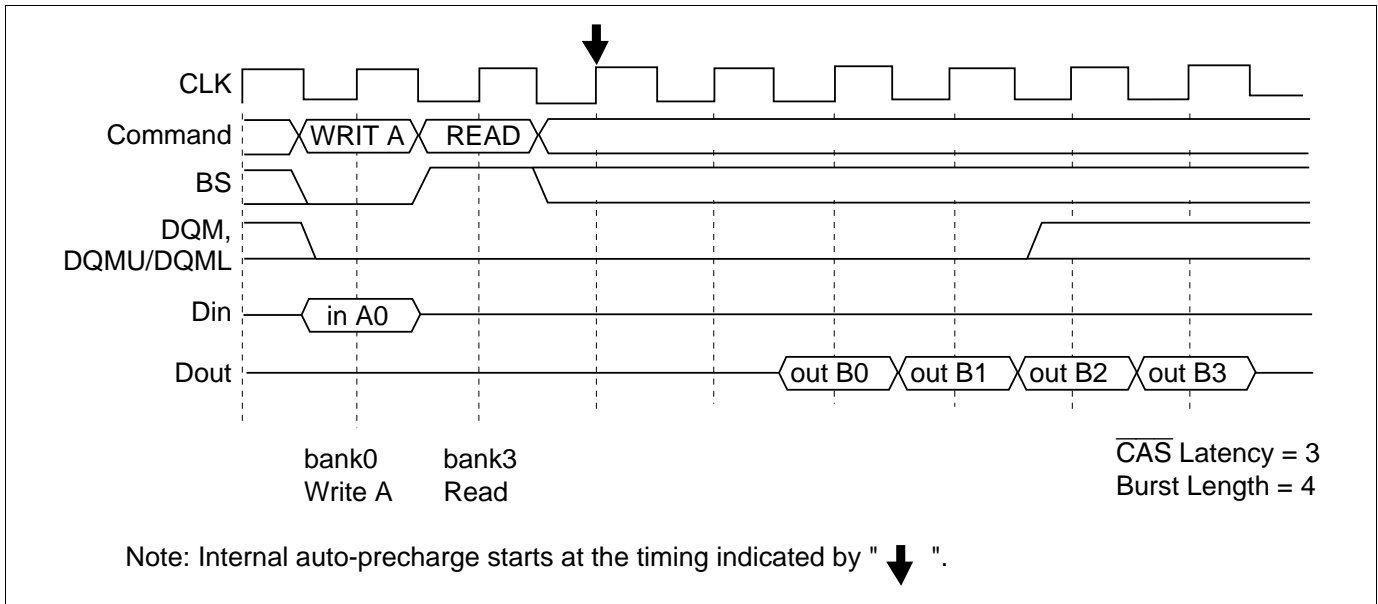 CLK
Command
WRIT A READ
BS
DQM,
DQMU/DQML
Din
in A0
Dout
out B0 out B1 out B2 out B3
bank0 bank3
Write A Read
CAS Latency = 3
Burst Length = 4
Note: Internal auto-precharge starts at the timing indicated by " ".